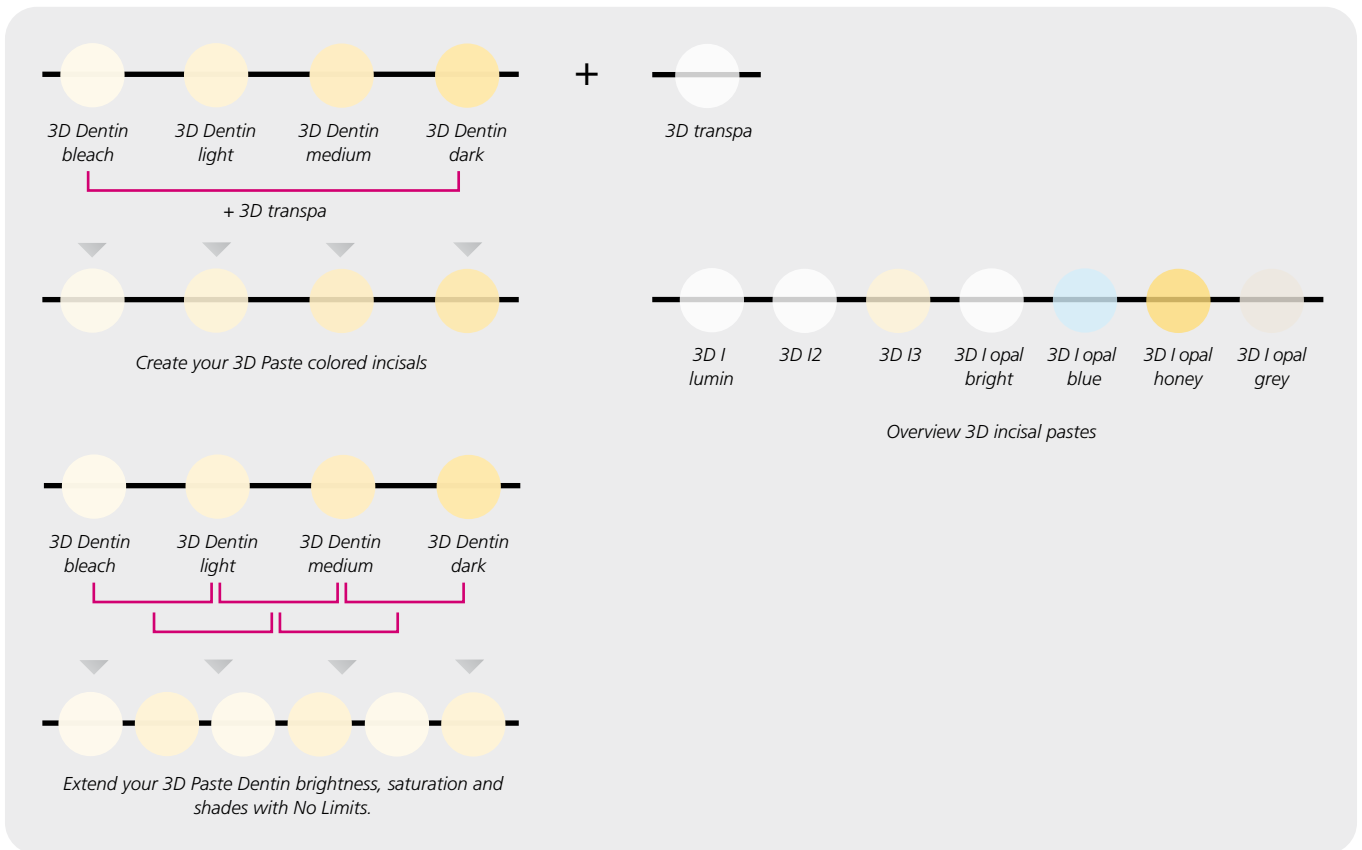 +
3D Dentin bleach
3D Dentin light
3D Dentin medium
3D Dentin dark
3D transpa
+ 3D transpa
Create your 3D Paste colored incisals
3D I lumin
3D I2
3D I3
3D I opal bright
3D I opal blue
3D I opal honey
3D I opal grey
Overview 3D incisal pastes
3D Dentin bleach
3D Dentin light
3D Dentin medium
3D Dentin dark
Extend your 3D Paste Dentin brightness, saturation and
shades with No Limits.